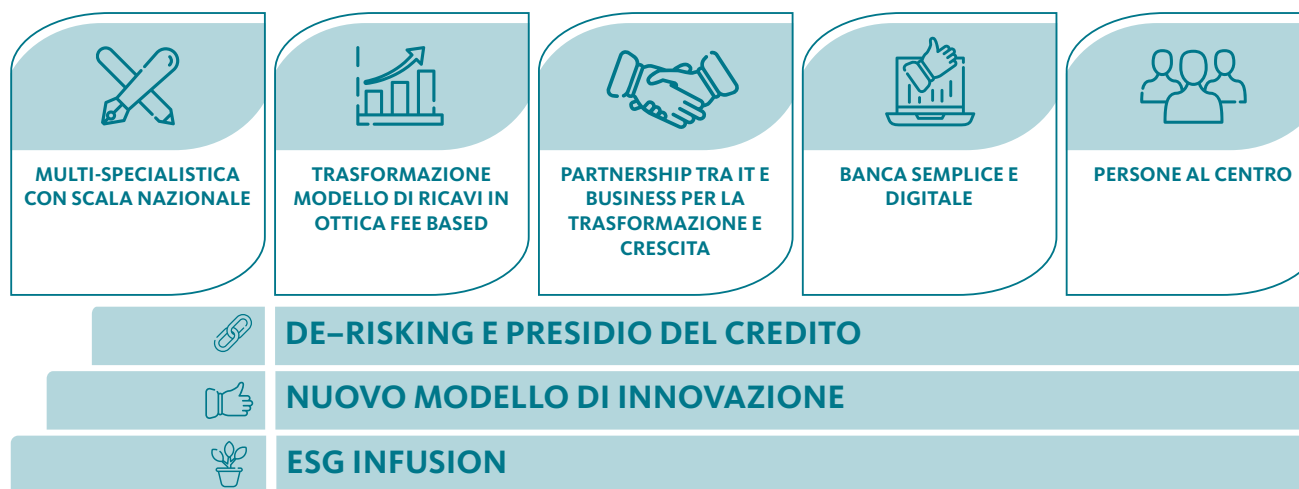 MULTI-SPECIALISTICA
CON SCALA NAZIONALE
TRASFORMAZIONE
MODELLO DI RICAVI IN
OTTICA FEE BASED
PARTNERSHIP TRA IT E
BUSINESS PER LA
TRASFORMAZIONE E
CRESCITA
BANCA SEMPLICE E
DIGITALE
PERSONE AL CENTRO
DE–RISKING E PRESIDIO DEL CREDITO
NUOVO MODELLO DI INNOVAZIONE
ESG INFUSION